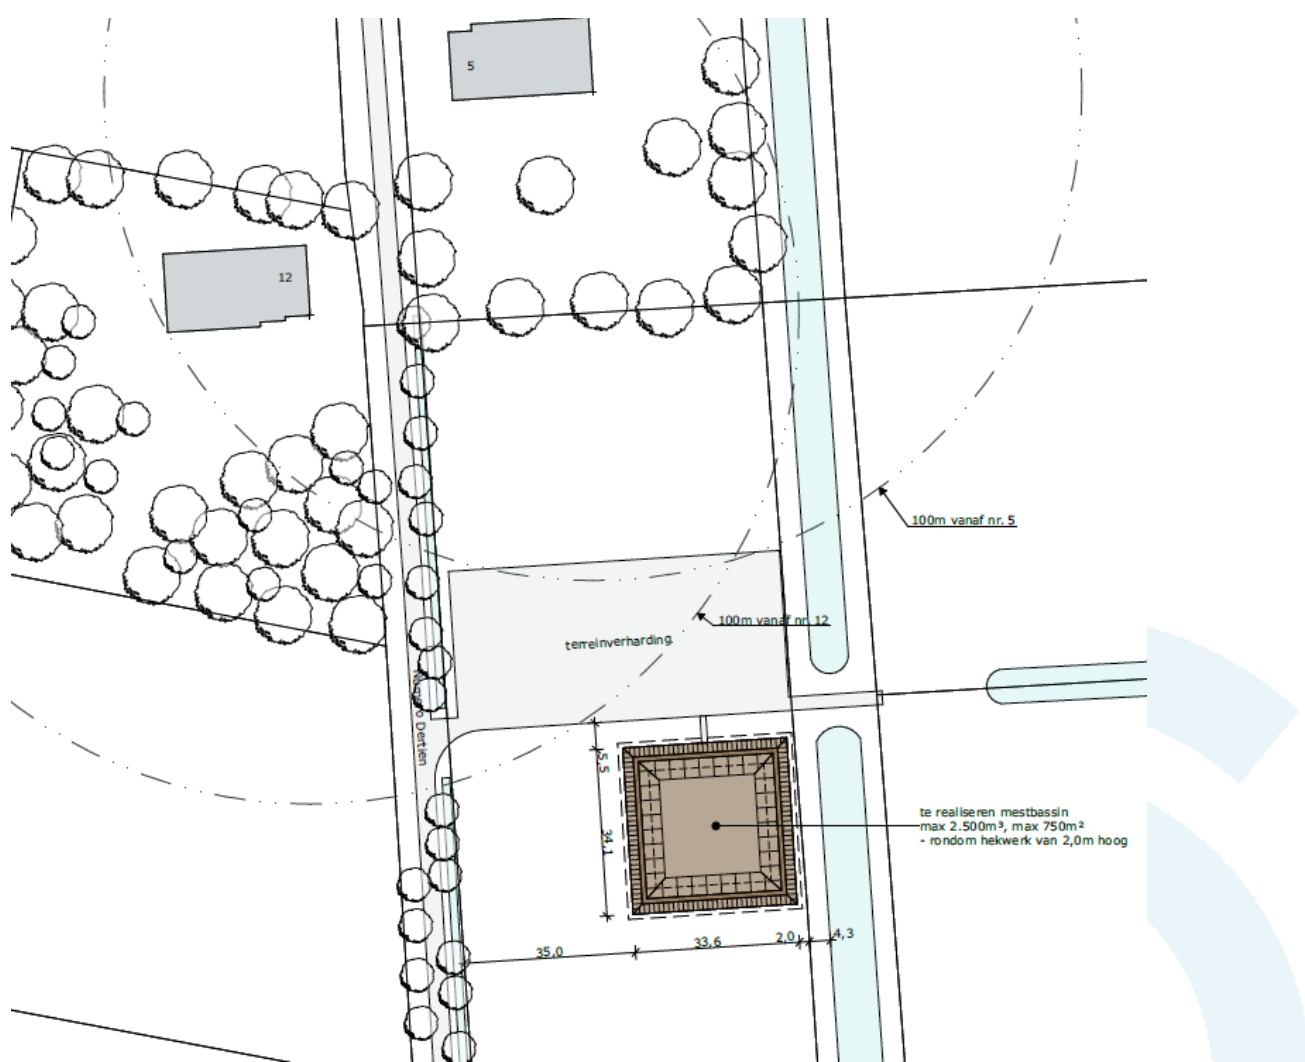 5
12
100m vanaf nr. 5
100m vanaf nr. 12
terreinverharding
Dertien
5,5
34,1
te realiseren mestbassin
max 2.500m³, max 750m²
- rondom hekwerk van 2,0m hoog
35,0
33,6
2,0
4,3